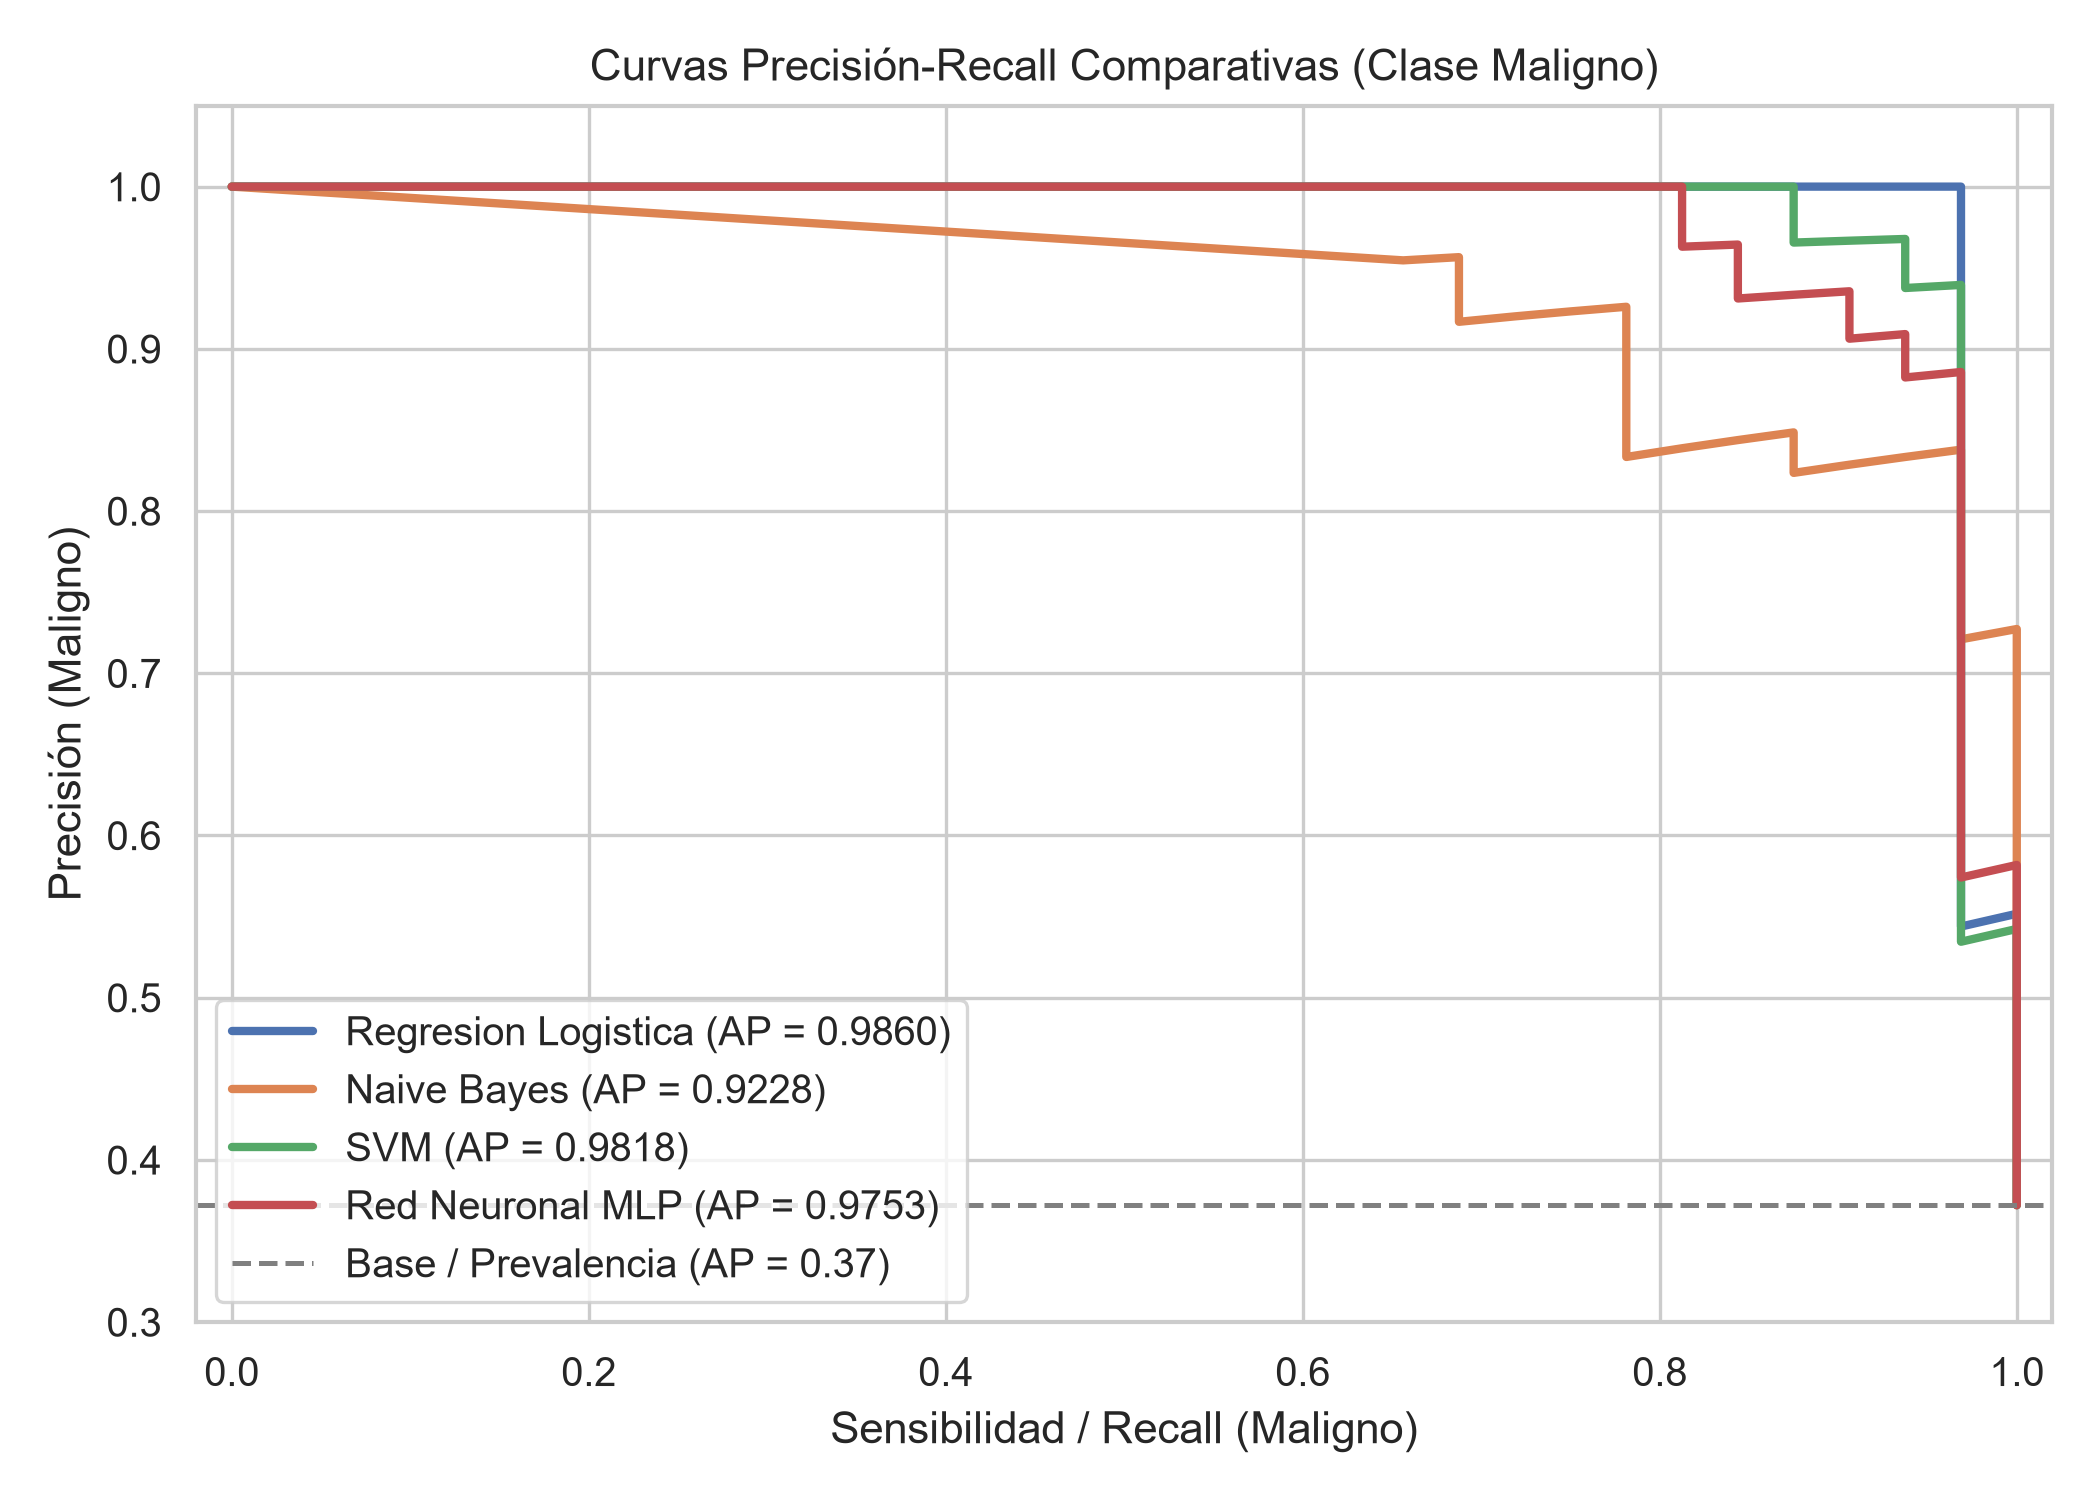 Curvas Precisión-Recall Comparativas (Clase Maligno)
Precisión (Maligno)
1.0
0.9
0.8
0.7
0.6
0.5
0.4
0.3
Regresion Logistica (AP = 0.9860)
Naive Bayes (AP = 0.9228)
SVM (AP = 0.9818)
Red Neuronal MLP (AP = 0.9753)
Base / Prevalencia (AP = 0.37)
0.0 0.2 0.4 0.6 0.8 1.0
Sensibilidad / Recall (Maligno)